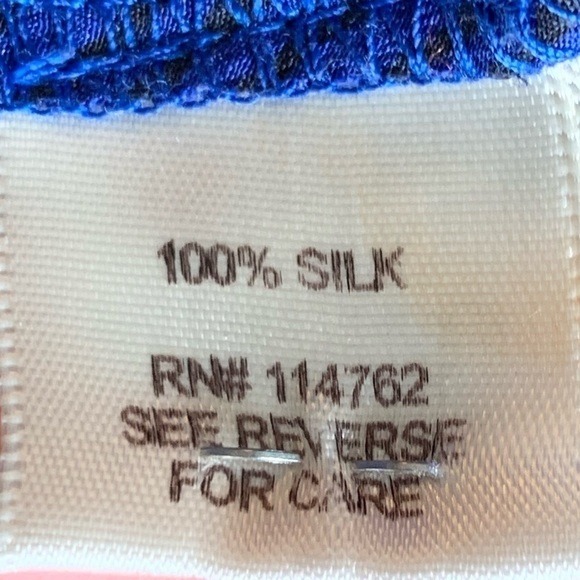 100% SILK
RN# 114762
SEE REVERSE
FOR CARE